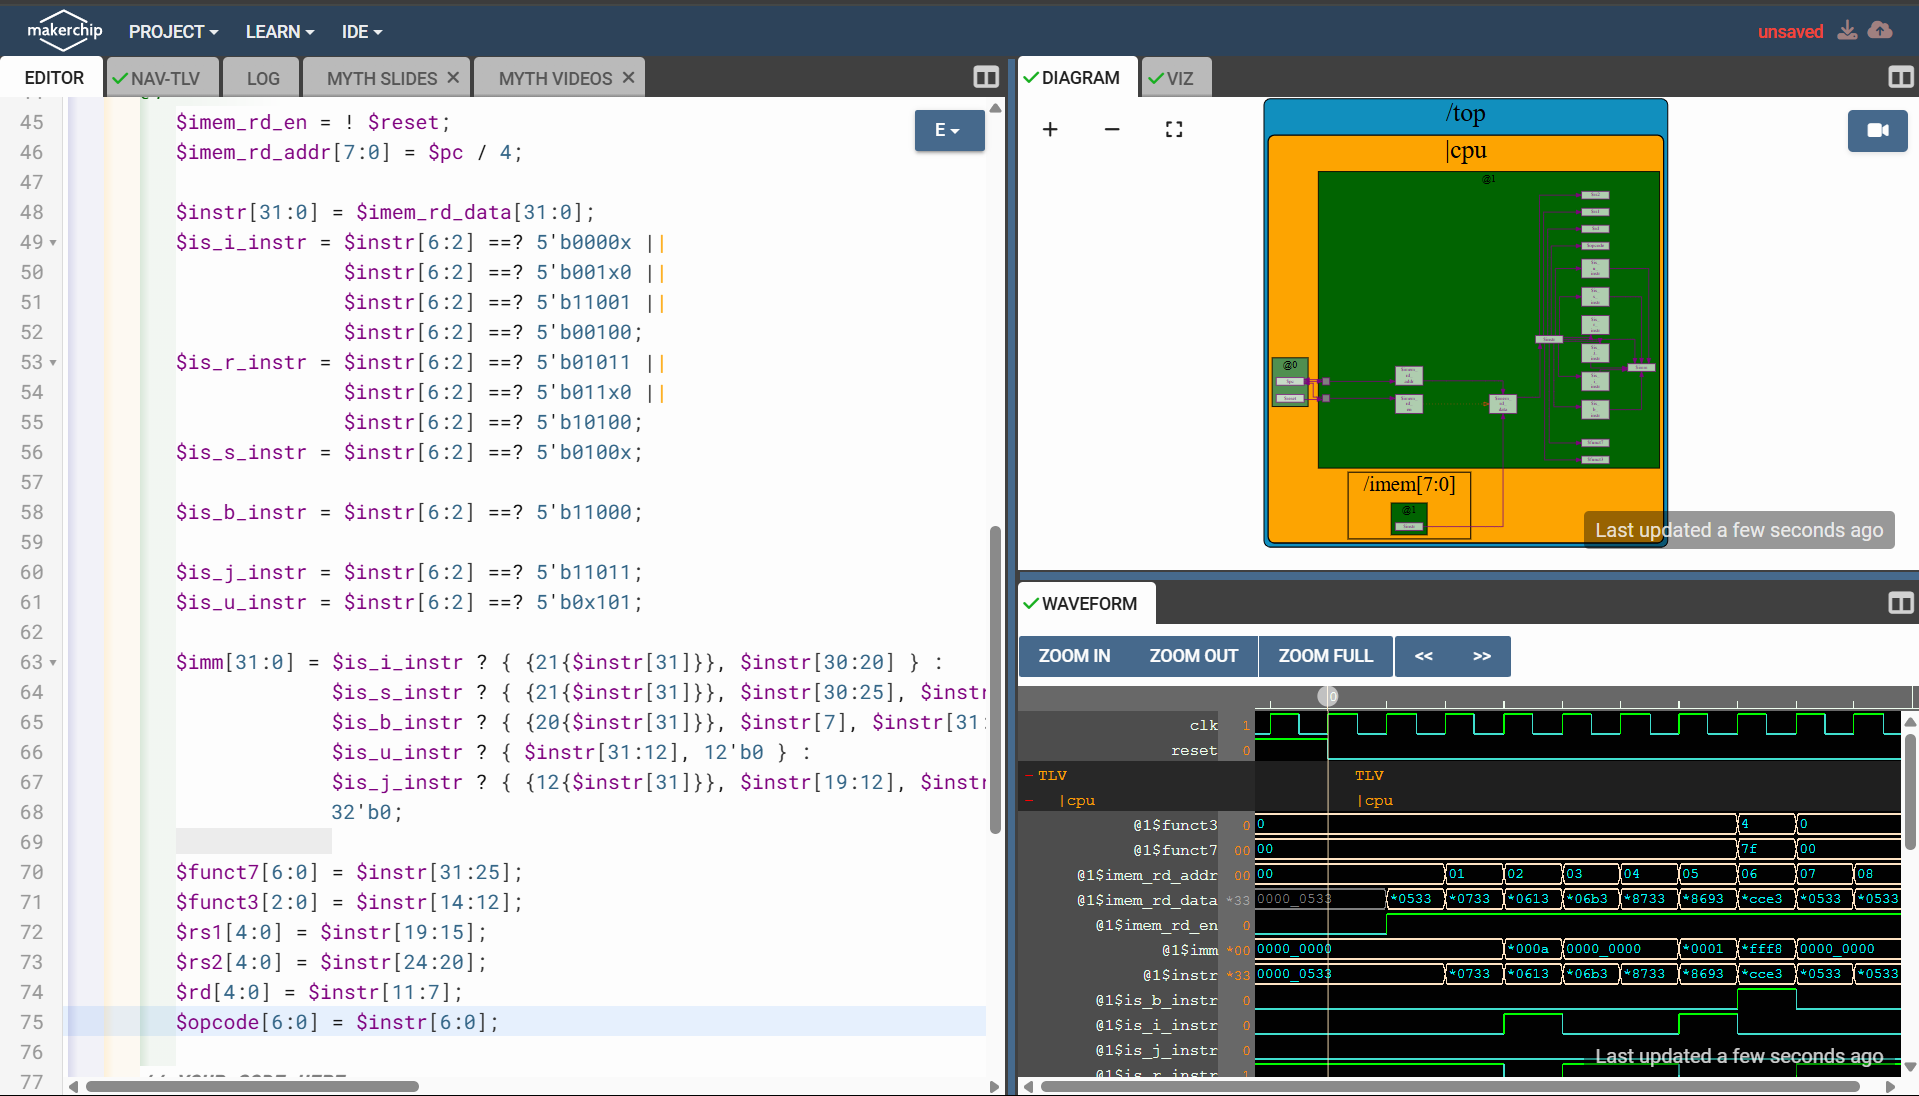 makerchip PROJECT LEARN IDE unsaved
EDITOR NAV-TLV LOG MYTH SLIDES MYTH VIDEOS
45 $imem_rd_en = ! $reset;
46 $imem_rd_addr[7:0] = $pc / 4;
47
48 $instr[31:0] = $imem_rd_data[31:0];
49 $is_i_instr = $instr[6:2] ==? 5'b0000x ||
50 $instr[6:2] ==? 5'b001x0 ||
51 $instr[6:2] ==? 5'b11001 ||
52 $instr[6:2] ==? 5'b00100;
53 $is_r_instr = $instr[6:2] ==? 5'b01011 ||
54 $instr[6:2] ==? 5'b011x0 ||
55 $instr[6:2] ==? 5'b10100;
56 $is_s_instr = $instr[6:2] ==? 5'b0100x;
57
58 $is_b_instr = $instr[6:2] ==? 5'b11000;
59
60 $is_j_instr = $instr[6:2] ==? 5'b11011;
61 $is_u_instr = $instr[6:2] ==? 5'b0x101;
62
63 $imm[31:0] = $is_i_instr ? { {21{$instr[31]}}, $instr[30:20] } :
64 $is_s_instr ? { {21{$instr[31]}}, $instr[30:25], $instr
65 $is_b_instr ? { {20{$instr[31]}}, $instr[7], $instr[31:
66 $is_u_instr ? { $instr[31:12], 12'b0 } :
67 $is_j_instr ? { {12{$instr[31]}}, $instr[19:12], $instr
68 32'b0;
69
70 $funct7[6:0] = $instr[31:25];
71 $funct3[2:0] = $instr[14:12];
72 $rs1[4:0] = $instr[19:15];
73 $rs2[4:0] = $instr[24:20];
74 $rd[4:0] = $instr[11:7];
75 $opcode[6:0] = $instr[6:0];
76
77
E
DIAGRAM VIZ
/top
|cpu
@1
@0
/imem[7:0]
@1
Last updated a few seconds ago
WAVEFORM
ZOOM IN ZOOM OUT ZOOM FULL << >>
0
clk 1
reset 0
TLV TLV
|cpu |cpu
@1$funct3 0 0 4 0
@1$funct7 00 00 7f 00
@1$imem_rd_addr 00 00 01 02 03 04 05 06 07 08
@1$imem_rd_data *33 0000_0533 *0533 *0733 *0613 *06b3 *8733 *8693 *cce3 *0533 *0533
@1$imem_rd_en 0
@1$imm *00 0000_0000 *000a 0000_0000 *0001 *fff8 0000_0000
@1$instr *33 0000_0533 *0733 *0613 *06b3 *8733 *8693 *cce3 *0533 *0533
@1$is_b_instr 0
@1$is_i_instr 0
@1$is_j_instr 0
@1$is_r_instr 1
Last updated a few seconds ago